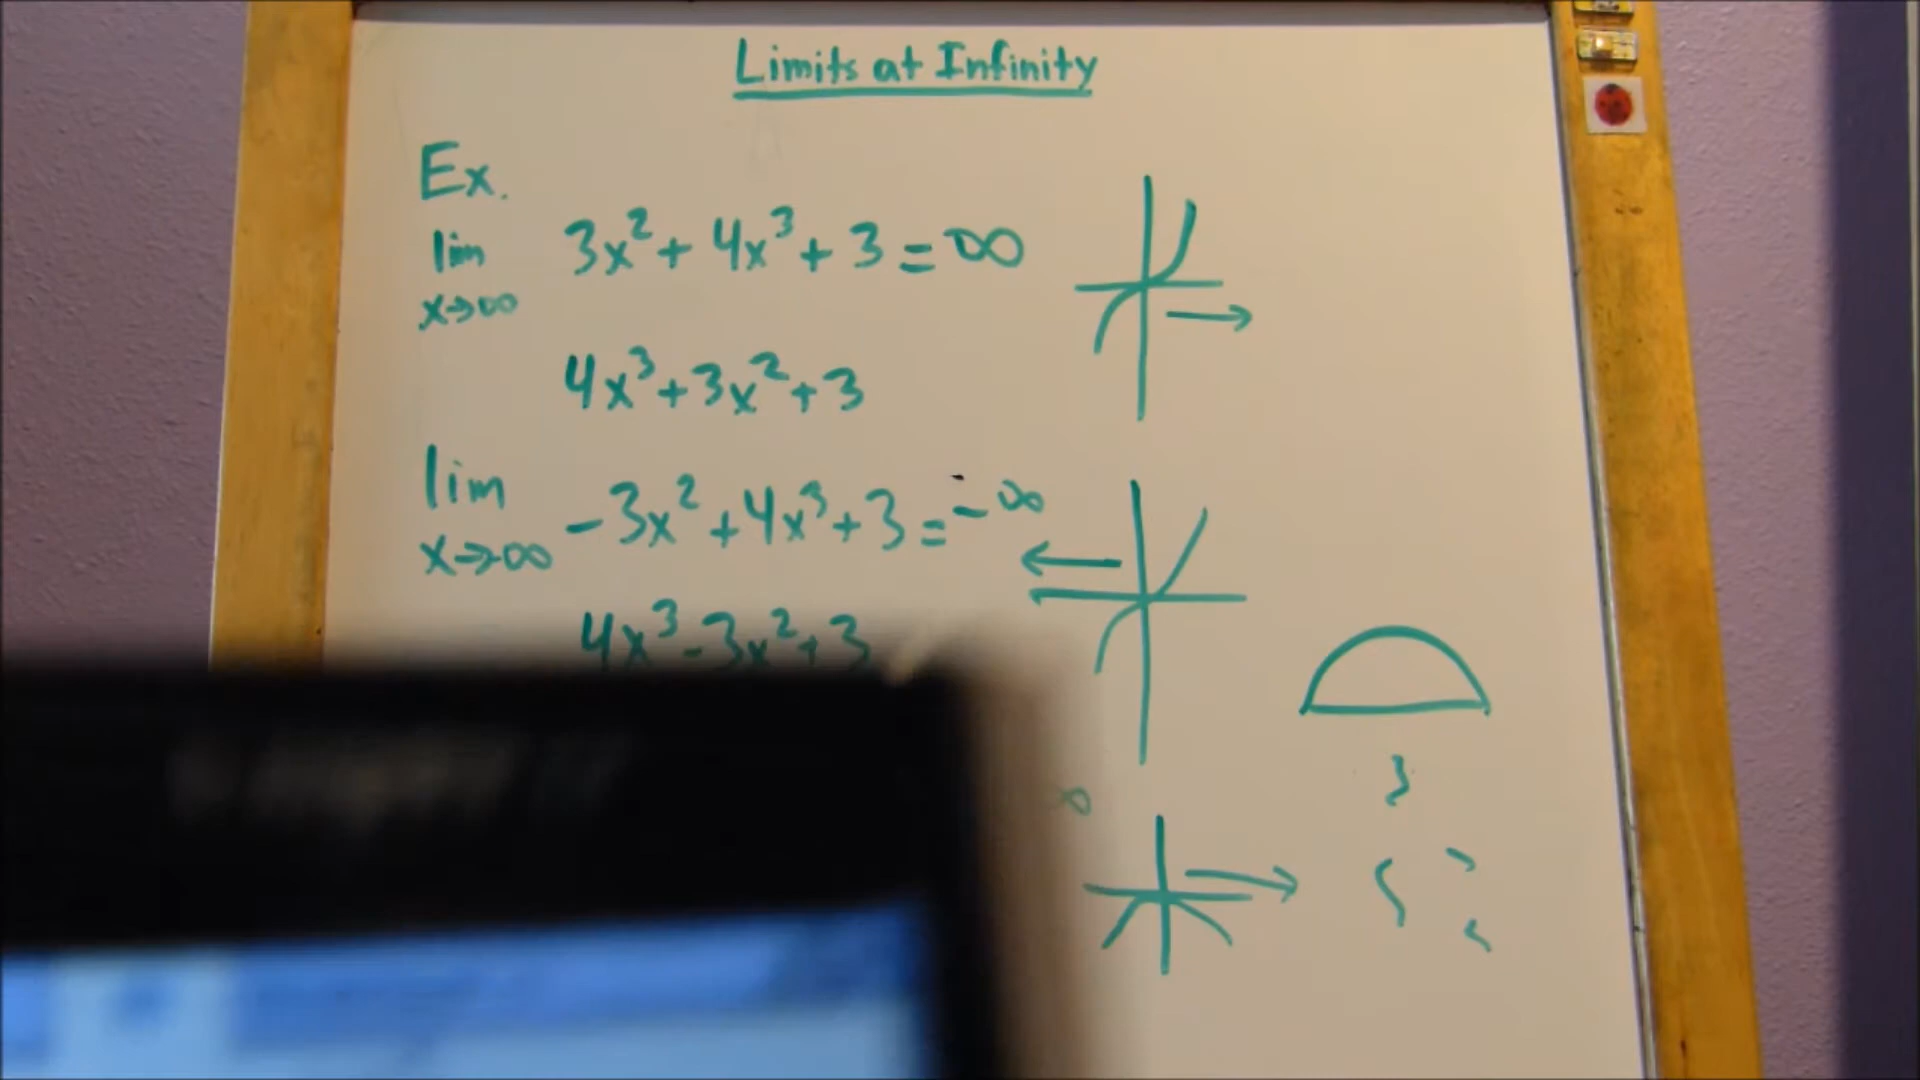 Limits at Infinity
Ex.
lim x→∞ 3x² + 4x³ + 3 = ∞
4x³ + 3x² + 3
lim x→∞ -3x² + 4x³ + 3 = -∞
4x³ - 3x² + 3
∞